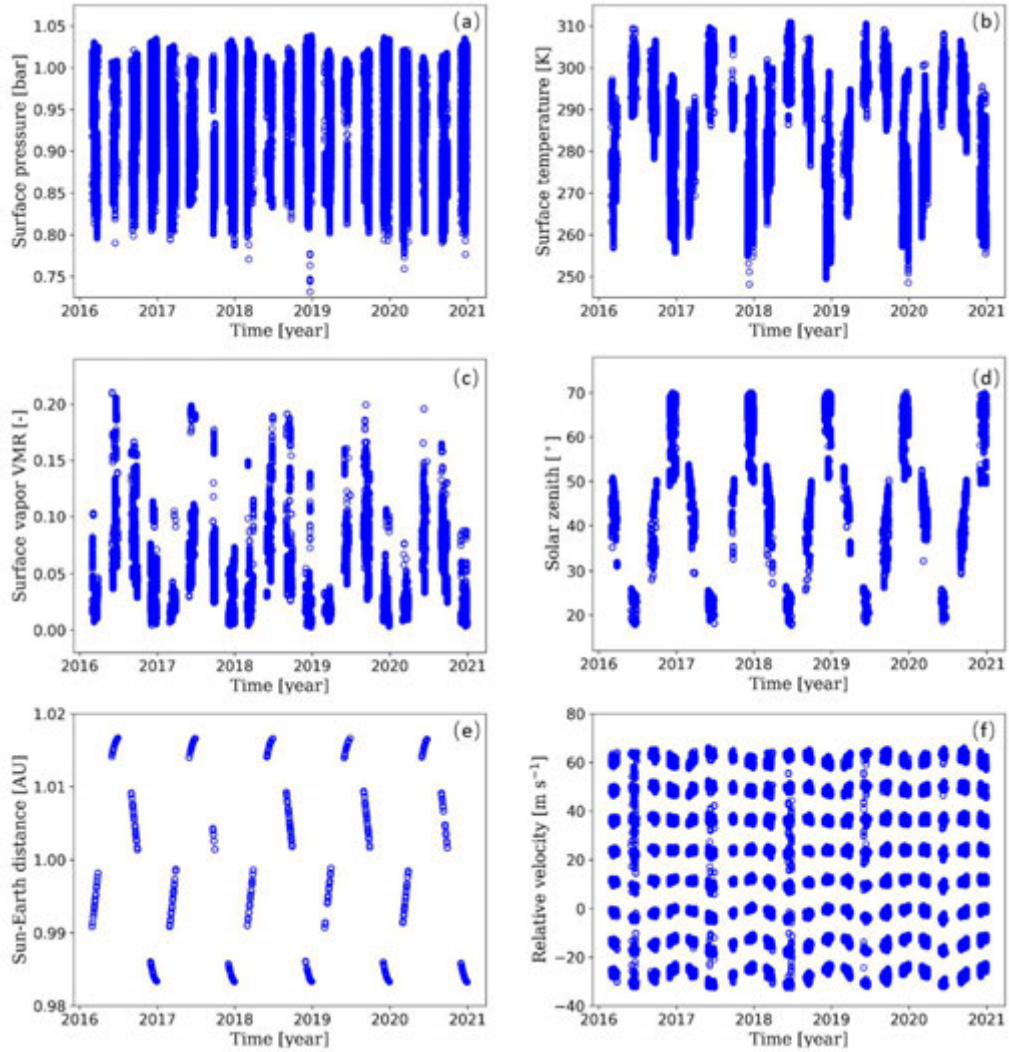 (a)
1.05
1.00
0.95
0.90
0.85
0.80
0.75
Surface pressure [bar]
2016 2017 2018 2019 2020 2021
Time [year]
(b)
310
300
290
280
270
260
250
Surface temperature [K]
2016 2017 2018 2019 2020 2021
Time [year]
(c)
0.20
0.15
0.10
0.05
0.00
Surface vapor VMR [-]
2016 2017 2018 2019 2020 2021
Time [year]
(d)
70
60
50
40
30
20
Solar zenith [°]
2016 2017 2018 2019 2020 2021
Time [year]
(e)
1.02
1.01
1.00
0.99
0.98
Sun-Earth distance [AU]
2016 2017 2018 2019 2020 2021
Time [year]
(f)
80
60
40
20
0
−20
−40
Relative velocity [m s⁻¹]
2016 2017 2018 2019 2020 2021
Time [year]